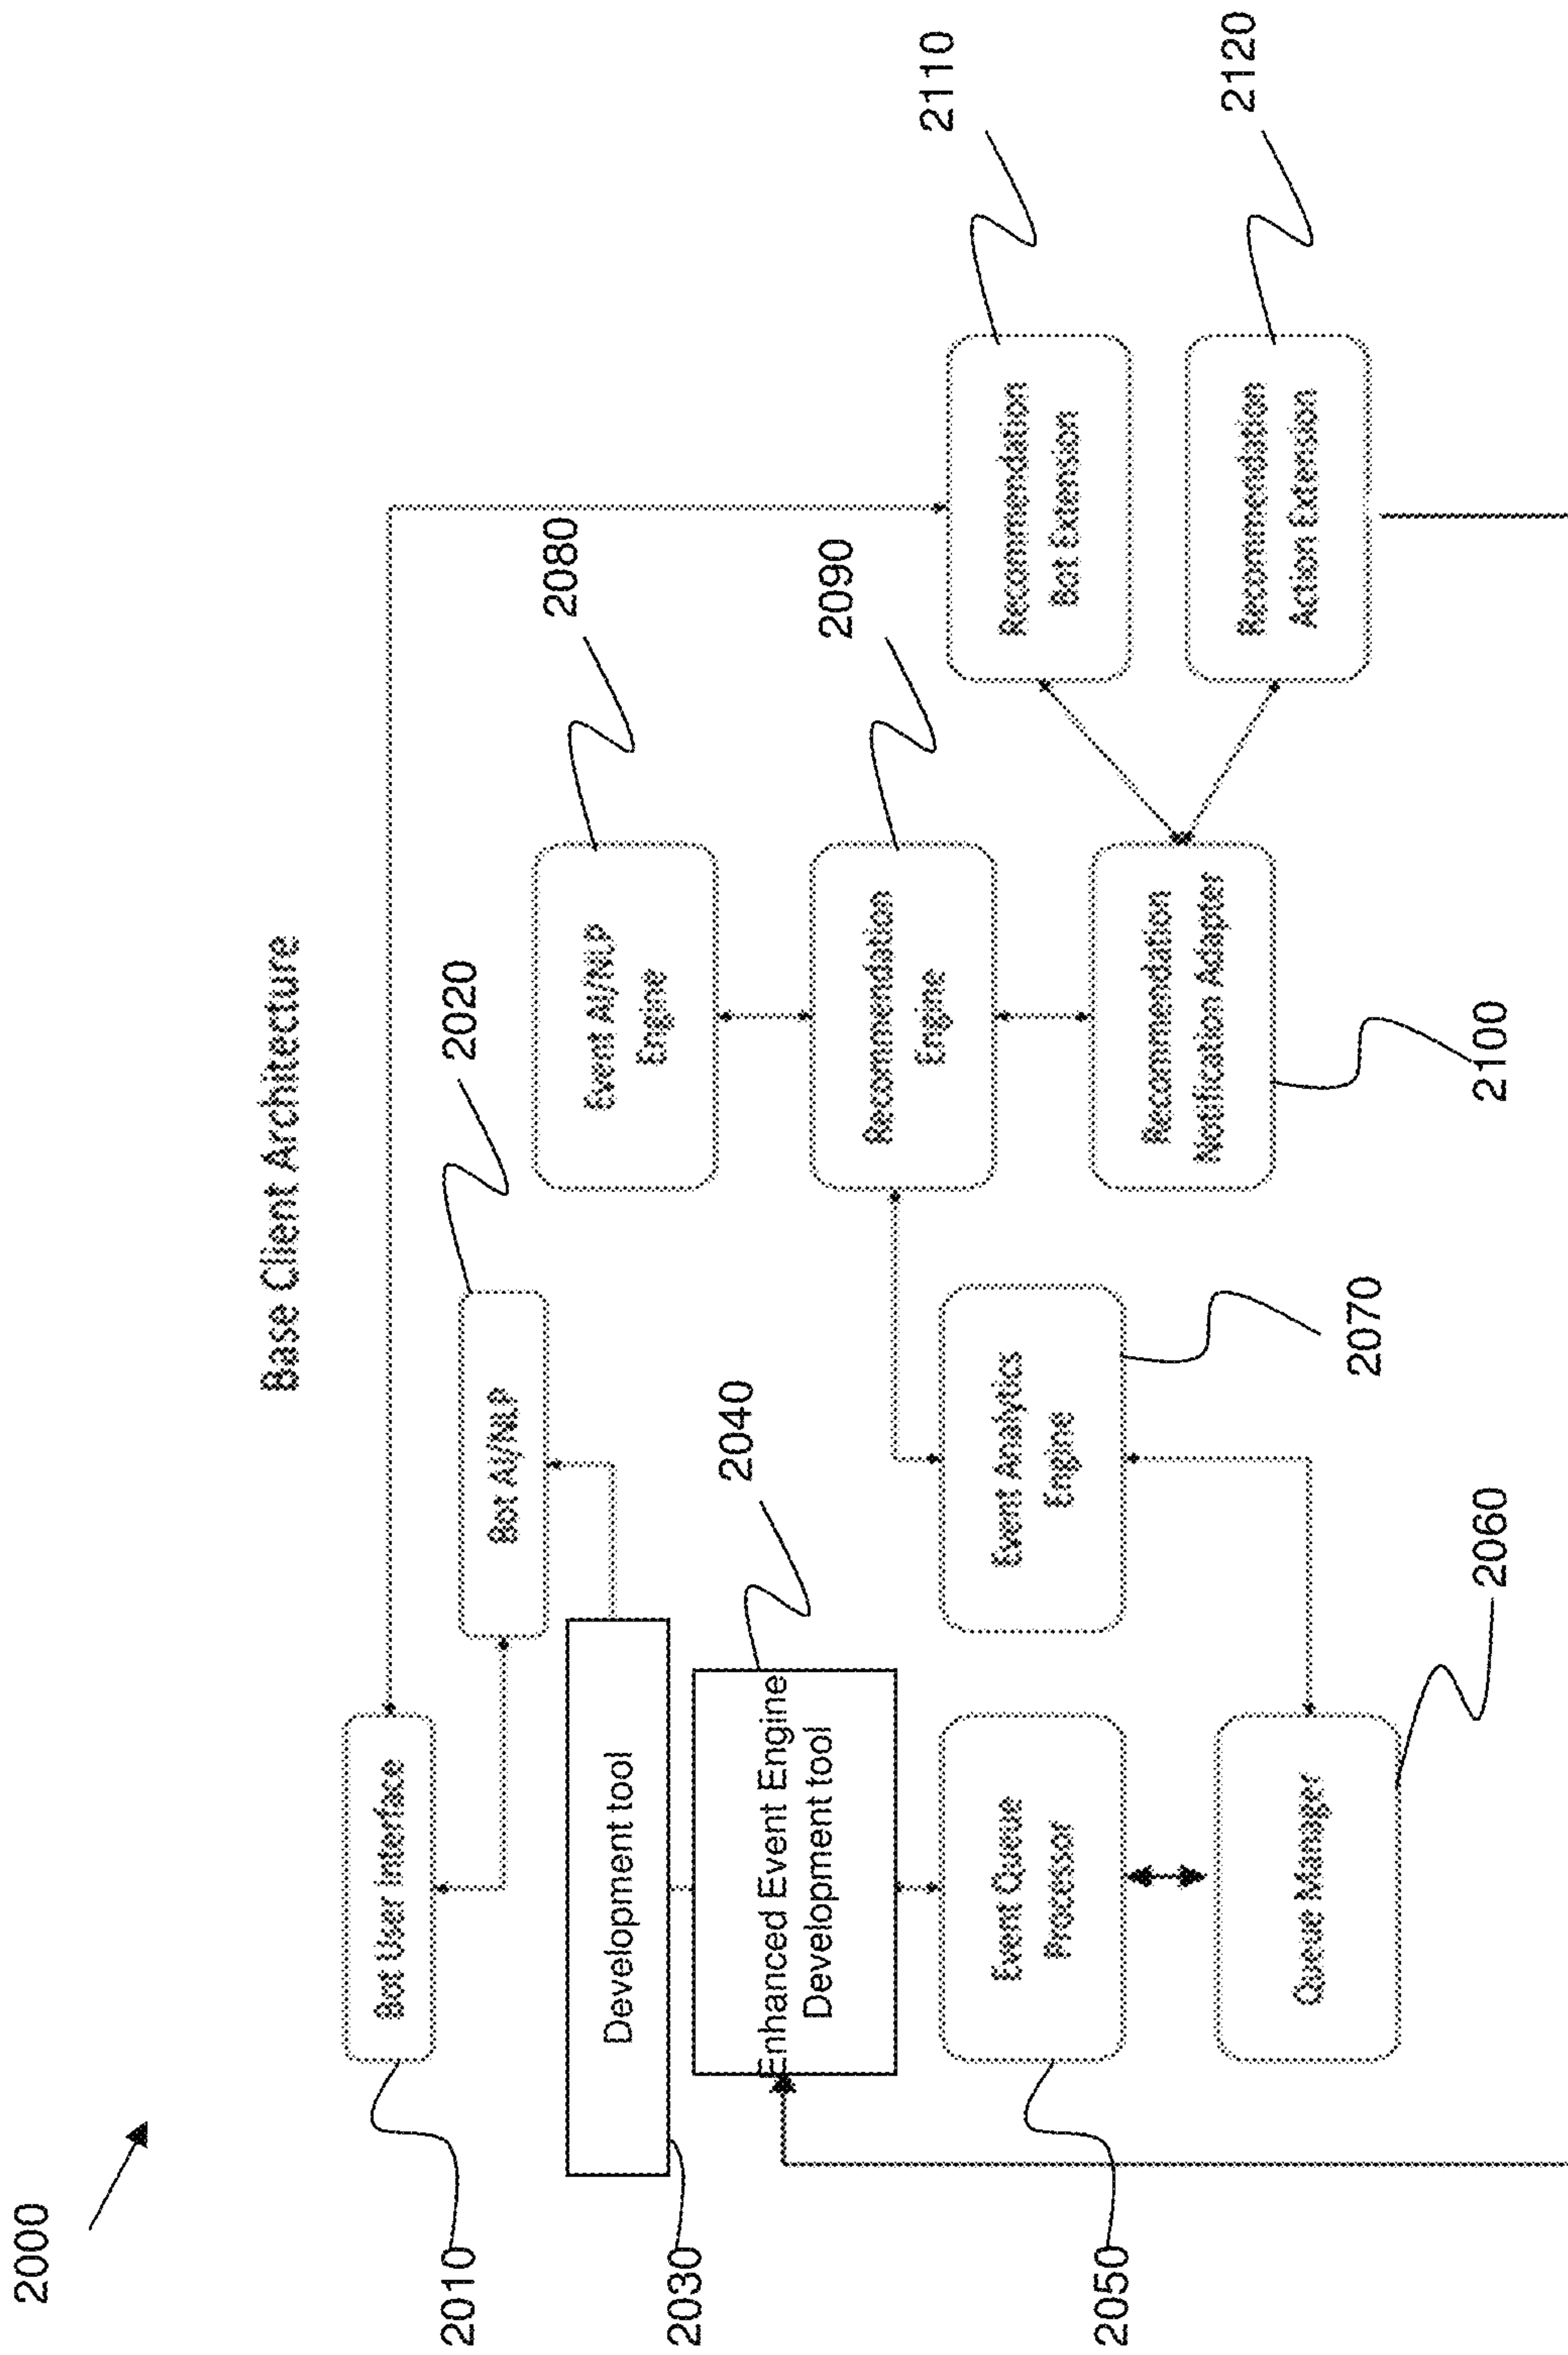 2000
Base Client Architecture
2010
Bot User Interface
2020
Bot AI/NLP
2030
Development tool
2040
Enhanced Event Engine
Development tool
2050
Event Queue
Processor
2060
Queue Manager
2070
Event Analytics
Engine
2080
Event AI/NLP
Engine
2090
Recommendation
Engine
2100
Recommendation
Notification Adapter
2110
Recommendation
Bot Extension
2120
Recommendation
Action Extension